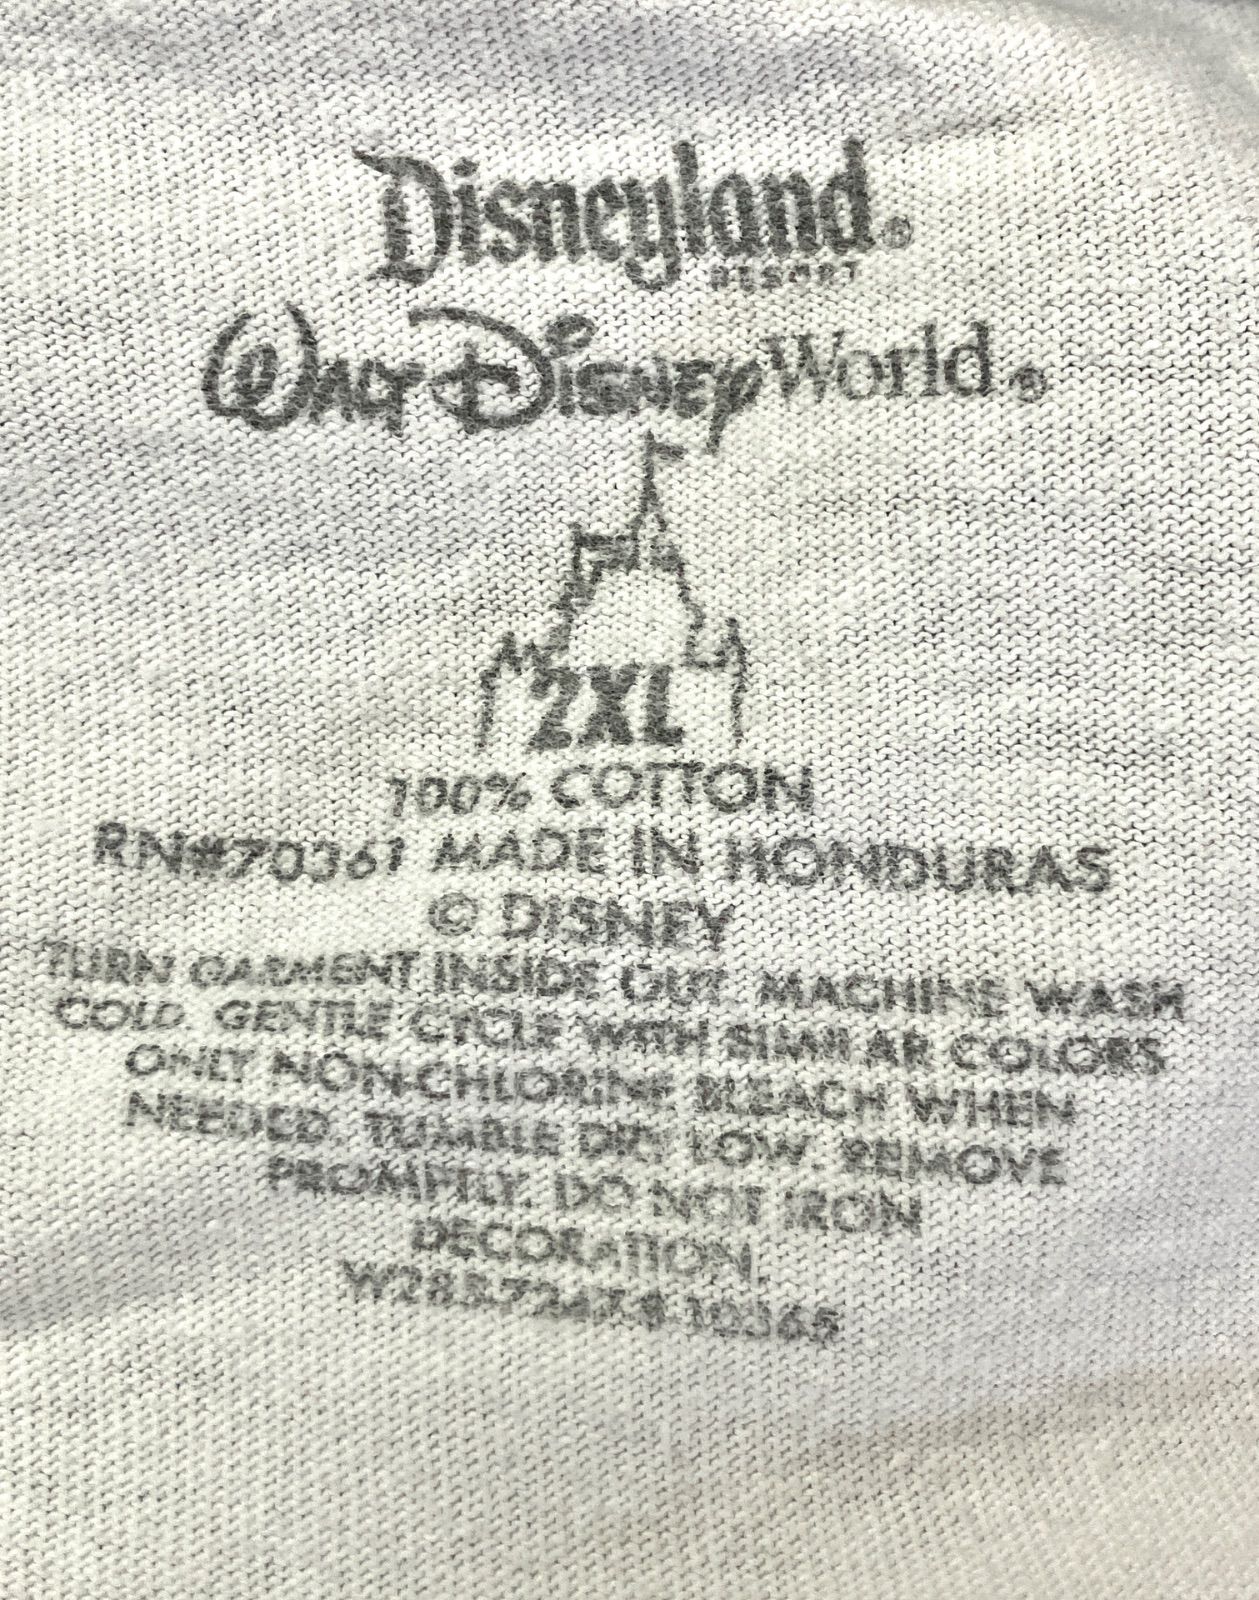 Disneyland®
RESORT
WALT DISNEY World®
2XL
100% COTTON
RN#70361 MADE IN HONDURAS
© DISNEY
TURN GARMENT INSIDE OUT. MACHINE WASH
COLD. GENTLE CYCLE WITH SIMILAR COLORS
ONLY NON-CHLORINE BLEACH WHEN
NEEDED. TUMBLE DRY LOW. REMOVE
PROMPTLY. DO NOT IRON
DECORATION.